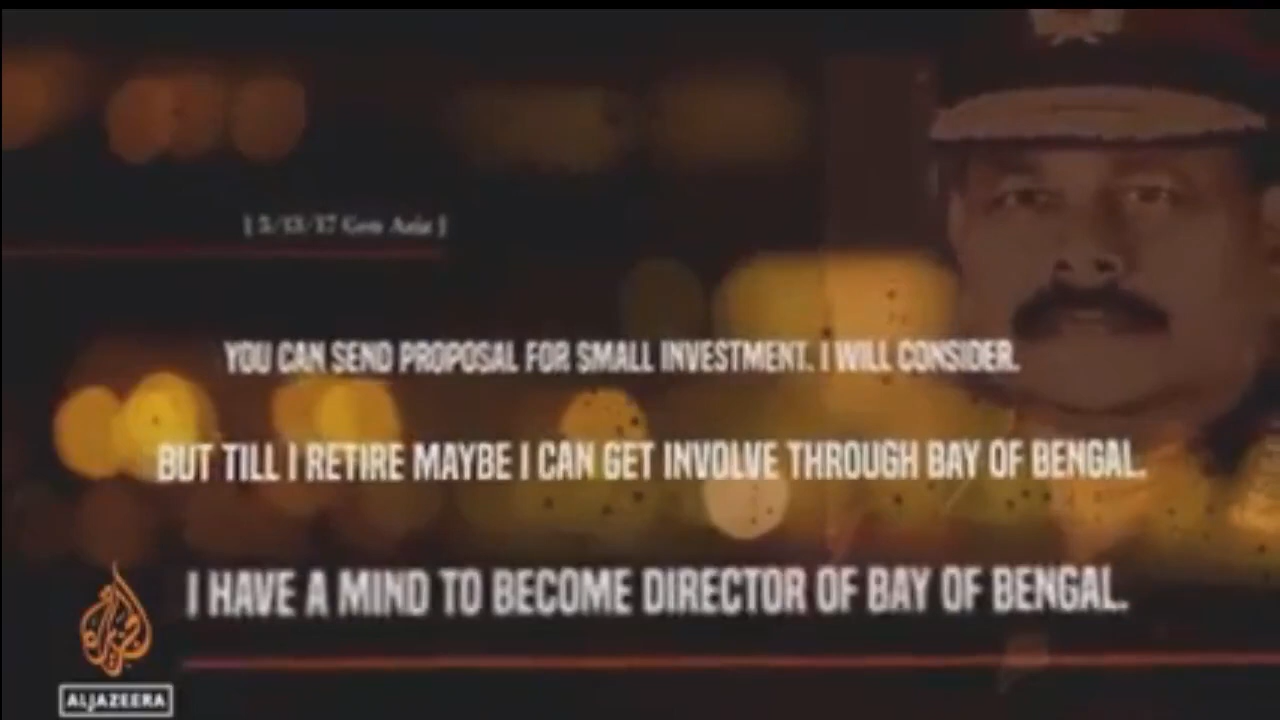 [ 5/13/17 Gen Aziz ]
YOU CAN SEND PROPOSAL FOR SMALL INVESTMENT. I WILL CONSIDER.
BUT TILL I RETIRE MAYBE I CAN GET INVOLVE THROUGH BAY OF BENGAL.
I HAVE A MIND TO BECOME DIRECTOR OF BAY OF BENGAL.
الجزيرة
ALJAZEERA